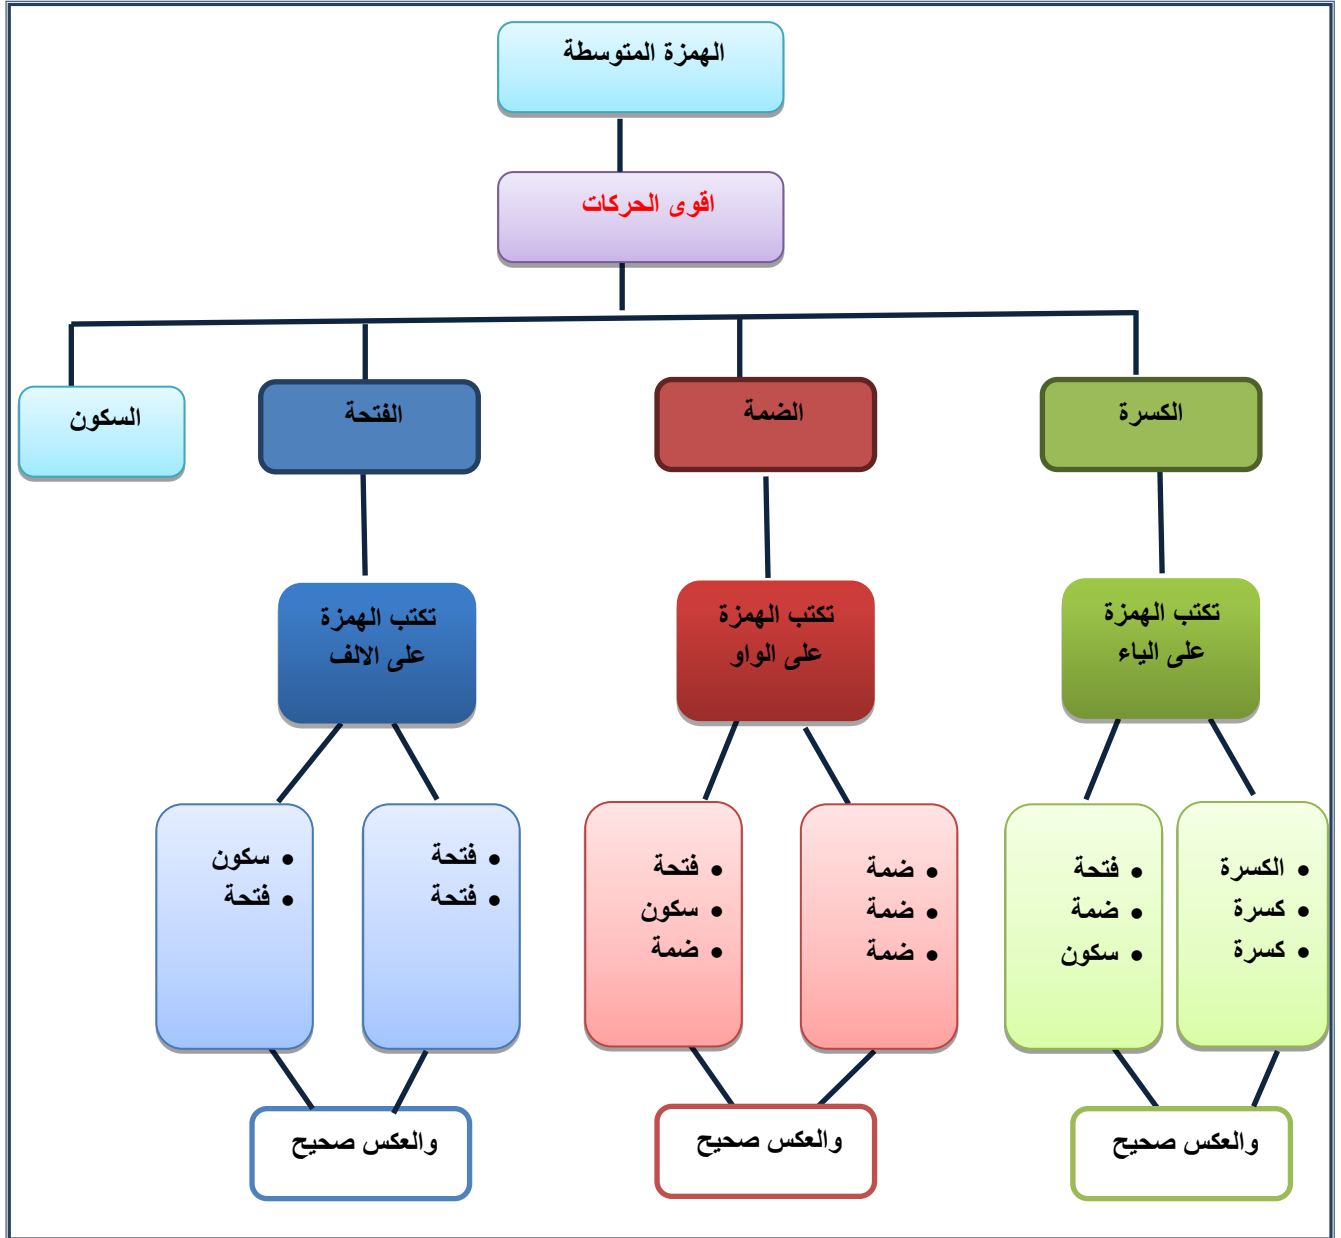 الهمزة المتوسطة
اقوى الحركات
الكسرة
الضمة
الفتحة
السكون
تكتب الهمزة
على الياء
تكتب الهمزة
على الواو
تكتب الهمزة
على الالف
• الكسرة
• كسرة
• كسرة
• فتحة
• ضمة
• سكون
• ضمة
• ضمة
• ضمة
• فتحة
• سكون
• ضمة
• فتحة
• فتحة
• سكون
• فتحة
والعكس صحيح
والعكس صحيح
والعكس صحيح